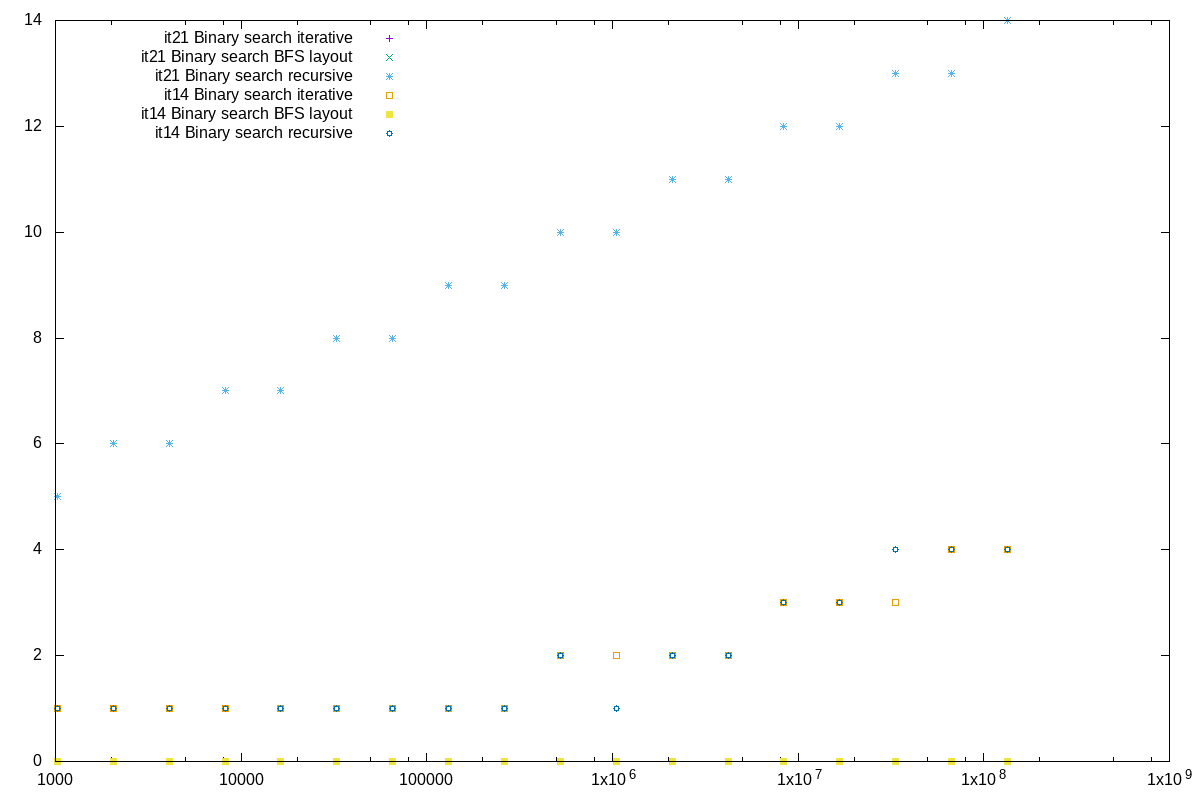 14
it21 Binary search iterative
it21 Binary search BFS layout
it21 Binary search recursive
it14 Binary search iterative
it14 Binary search BFS layout
it14 Binary search recursive
12
10
8
6
4
2
0
1000 10000 100000 1x10^6 1x10^7 1x10^8 1x10^9